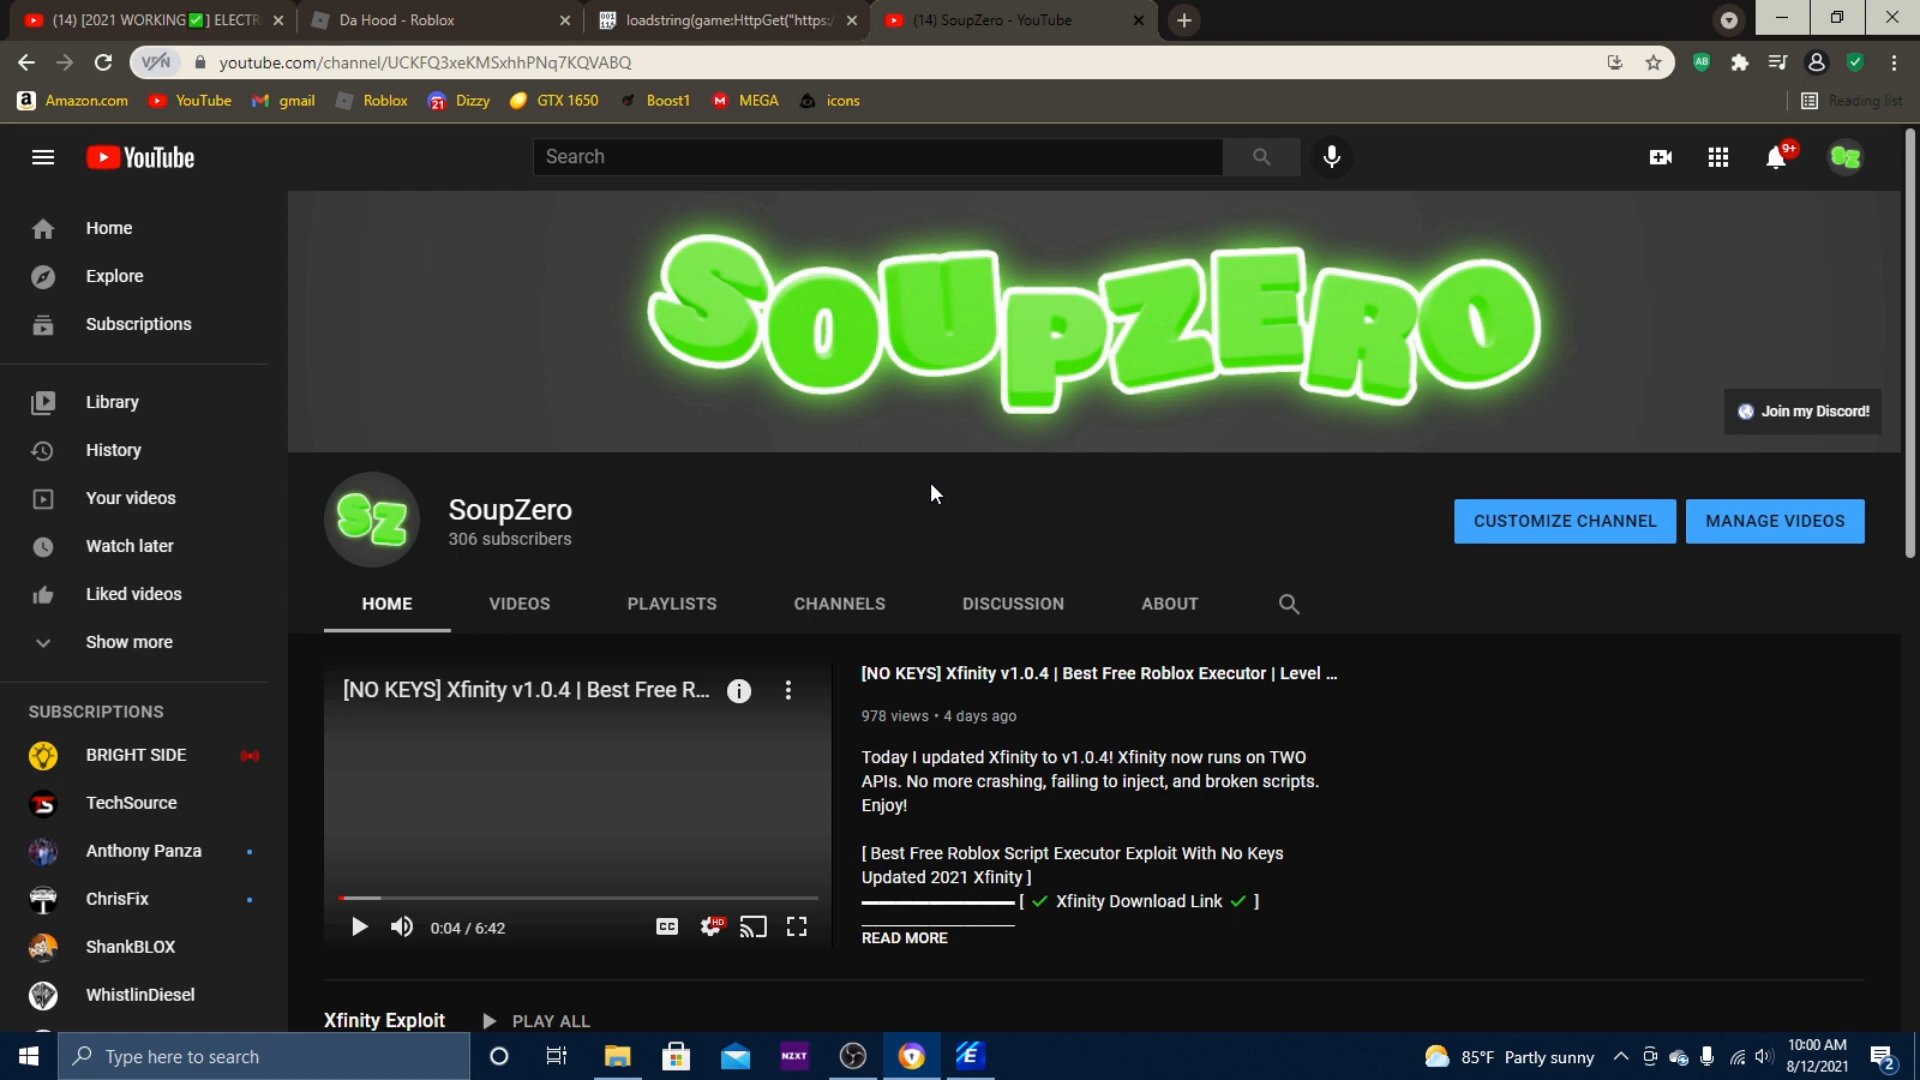 (14) [2021 WORKING✅] ELECTR
Da Hood - Roblox
loadstring(game:HttpGet("https:/
(14) SoupZero - YouTube
VPN
youtube.com/channel/UCKFQ3xeKMSxhhPNq7KQVABQ
Amazon.com
YouTube
gmail
Roblox
21
Dizzy
GTX 1650
Boost1
MEGA
icons
Reading list
YouTube
Search
9+
SZ
Home
Explore
Subscriptions
Library
History
Your videos
Watch later
Liked videos
Show more
SUBSCRIPTIONS
BRIGHT SIDE
TechSource
Anthony Panza
ChrisFix
ShankBLOX
WhistlinDiesel
SOUPZERO
Join my Discord!
SZ
SoupZero
306 subscribers
CUSTOMIZE CHANNEL
MANAGE VIDEOS
HOME
VIDEOS
PLAYLISTS
CHANNELS
DISCUSSION
ABOUT
[NO KEYS] Xfinity v1.0.4 | Best Free R...
0:04 / 6:42
CC
HD
[NO KEYS] Xfinity v1.0.4 | Best Free Roblox Executor | Level ...
978 views • 4 days ago
Today I updated Xfinity to v1.0.4! Xfinity now runs on TWO
APIs. No more crashing, failing to inject, and broken scripts.
Enjoy!
[ Best Free Roblox Script Executor Exploit With No Keys
Updated 2021 Xfinity ]
[ ✓ Xfinity Download Link ✓ ]
READ MORE
Xfinity Exploit
PLAY ALL
Type here to search
NZXT
85°F Partly sunny
10:00 AM
8/12/2021
2